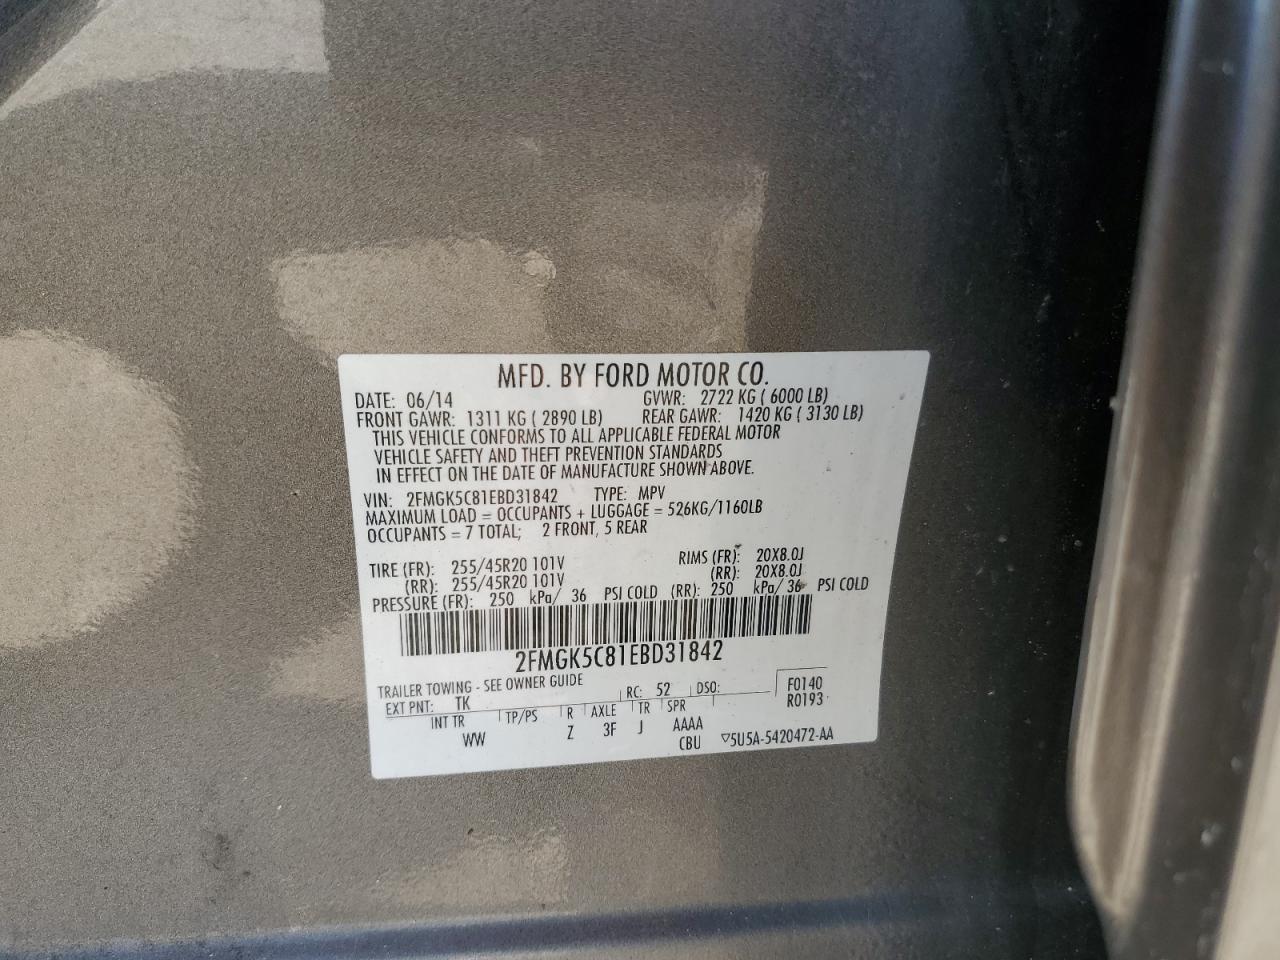 MFD. BY FORD MOTOR CO.
DATE: 06/14 GVWR: 2722 KG ( 6000 LB)
FRONT GAWR: 1311 KG ( 2890 LB) REAR GAWR: 1420 KG ( 3130 LB)
THIS VEHICLE CONFORMS TO ALL APPLICABLE FEDERAL MOTOR
VEHICLE SAFETY AND THEFT PREVENTION STANDARDS
IN EFFECT ON THE DATE OF MANUFACTURE SHOWN ABOVE.
VIN: 2FMGK5C81EBD31842 TYPE: MPV
MAXIMUM LOAD = OCCUPANTS + LUGGAGE = 526KG/1160LB
OCCUPANTS = 7 TOTAL; 2 FRONT, 5 REAR
TIRE (FR): 255/45R20 101V RIMS (FR): 20X8.0J
(RR): 255/45R20 101V (RR): 20X8.0J
PRESSURE (FR): 250 kPa/ 36 PSI COLD (RR): 250 kPa/ 36 PSI COLD
2FMGK5C81EBD31842
TRAILER TOWING - SEE OWNER GUIDE
EXT PNT: TK RC: 52 DSO: F0140
R0193
INT TR TP/PS R AXLE TR SPR
WW Z 3F J AAAA
CBU ▽5U5A-5420472-AA